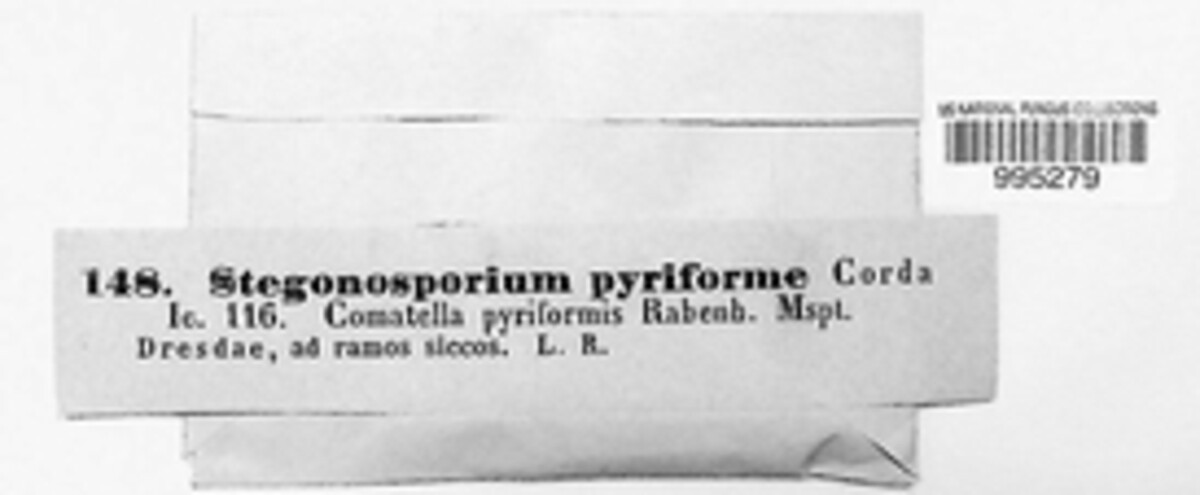 US NATIONAL FUNGUS COLLECTIONS
995279
148. Stegonosporium pyriforme Corda
Ic. 116. Comatella pyriformis Rabenh. Mspt.
Dresdae, ad ramos siccos. L. R.